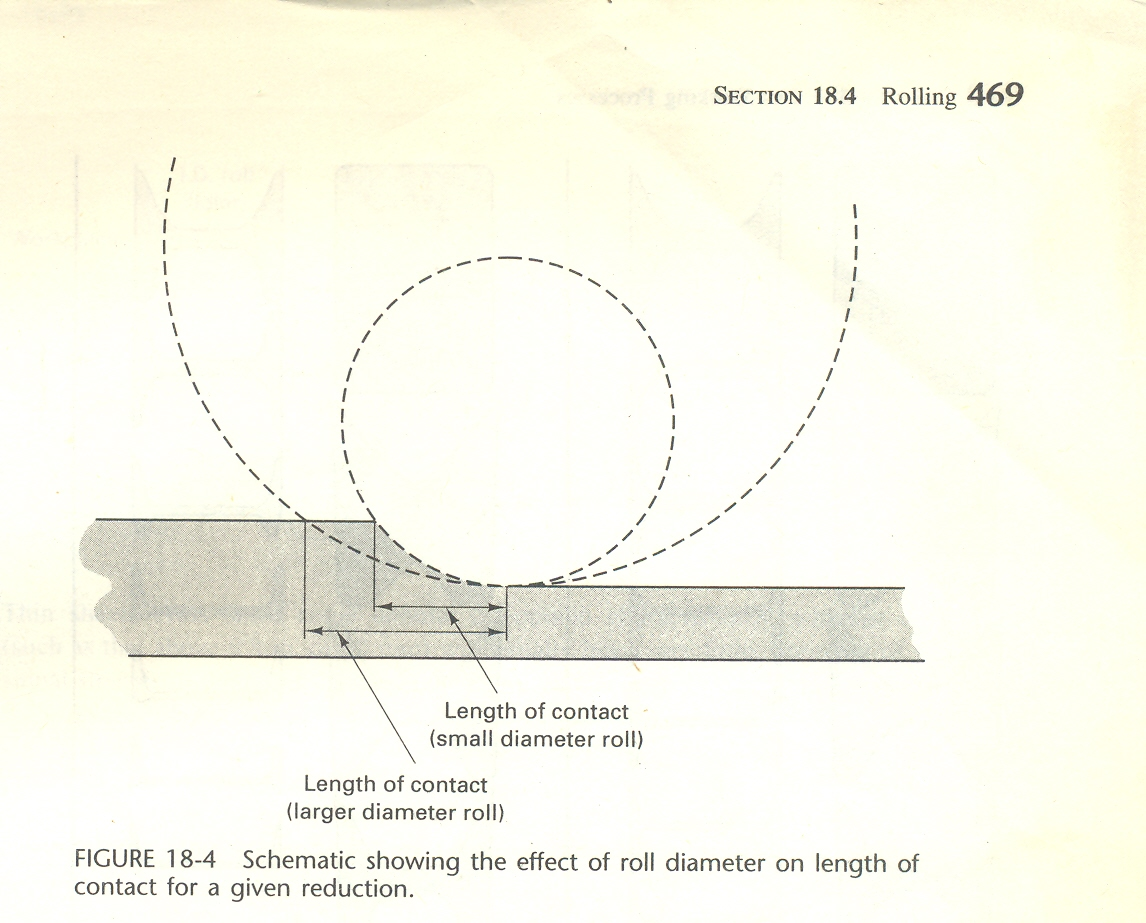 SECTION 18.4 Rolling 469
Length of contact
(small diameter roll)
Length of contact
(larger diameter roll)
FIGURE 18-4 Schematic showing the effect of roll diameter on length of
contact for a given reduction.